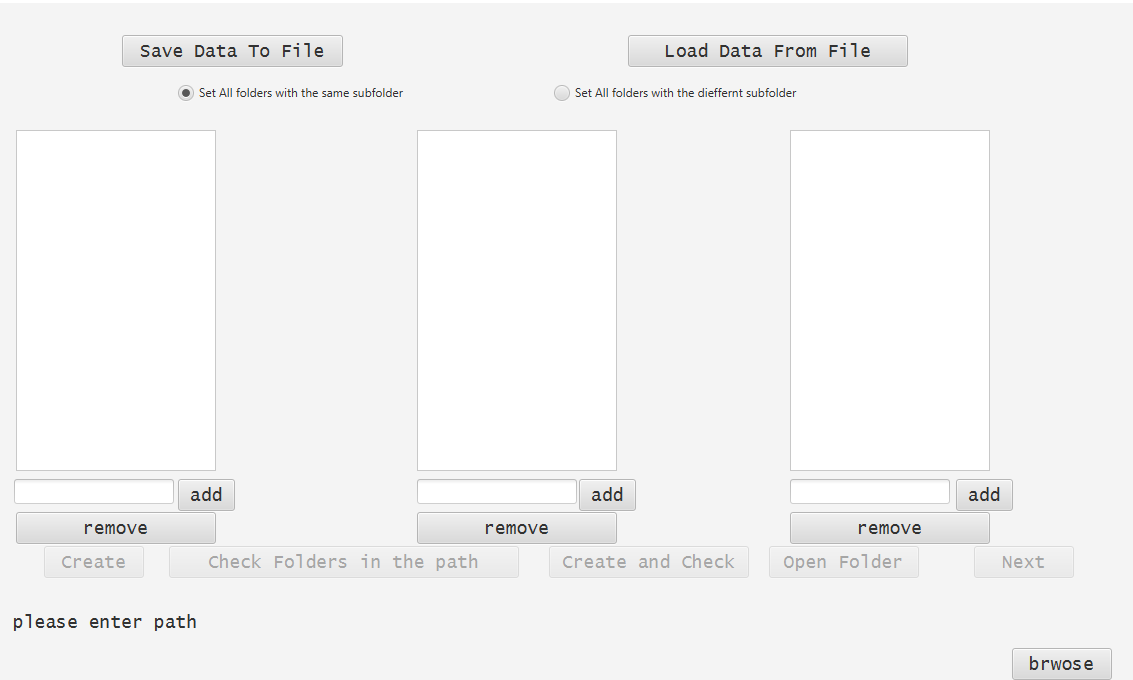 Save Data To File
Load Data From File
Set All folders with the same subfolder
Set All folders with the dieffernt subfolder
add
add
add
remove
remove
remove
Create
Check Folders in the path
Create and Check
Open Folder
Next
please enter path
brwose